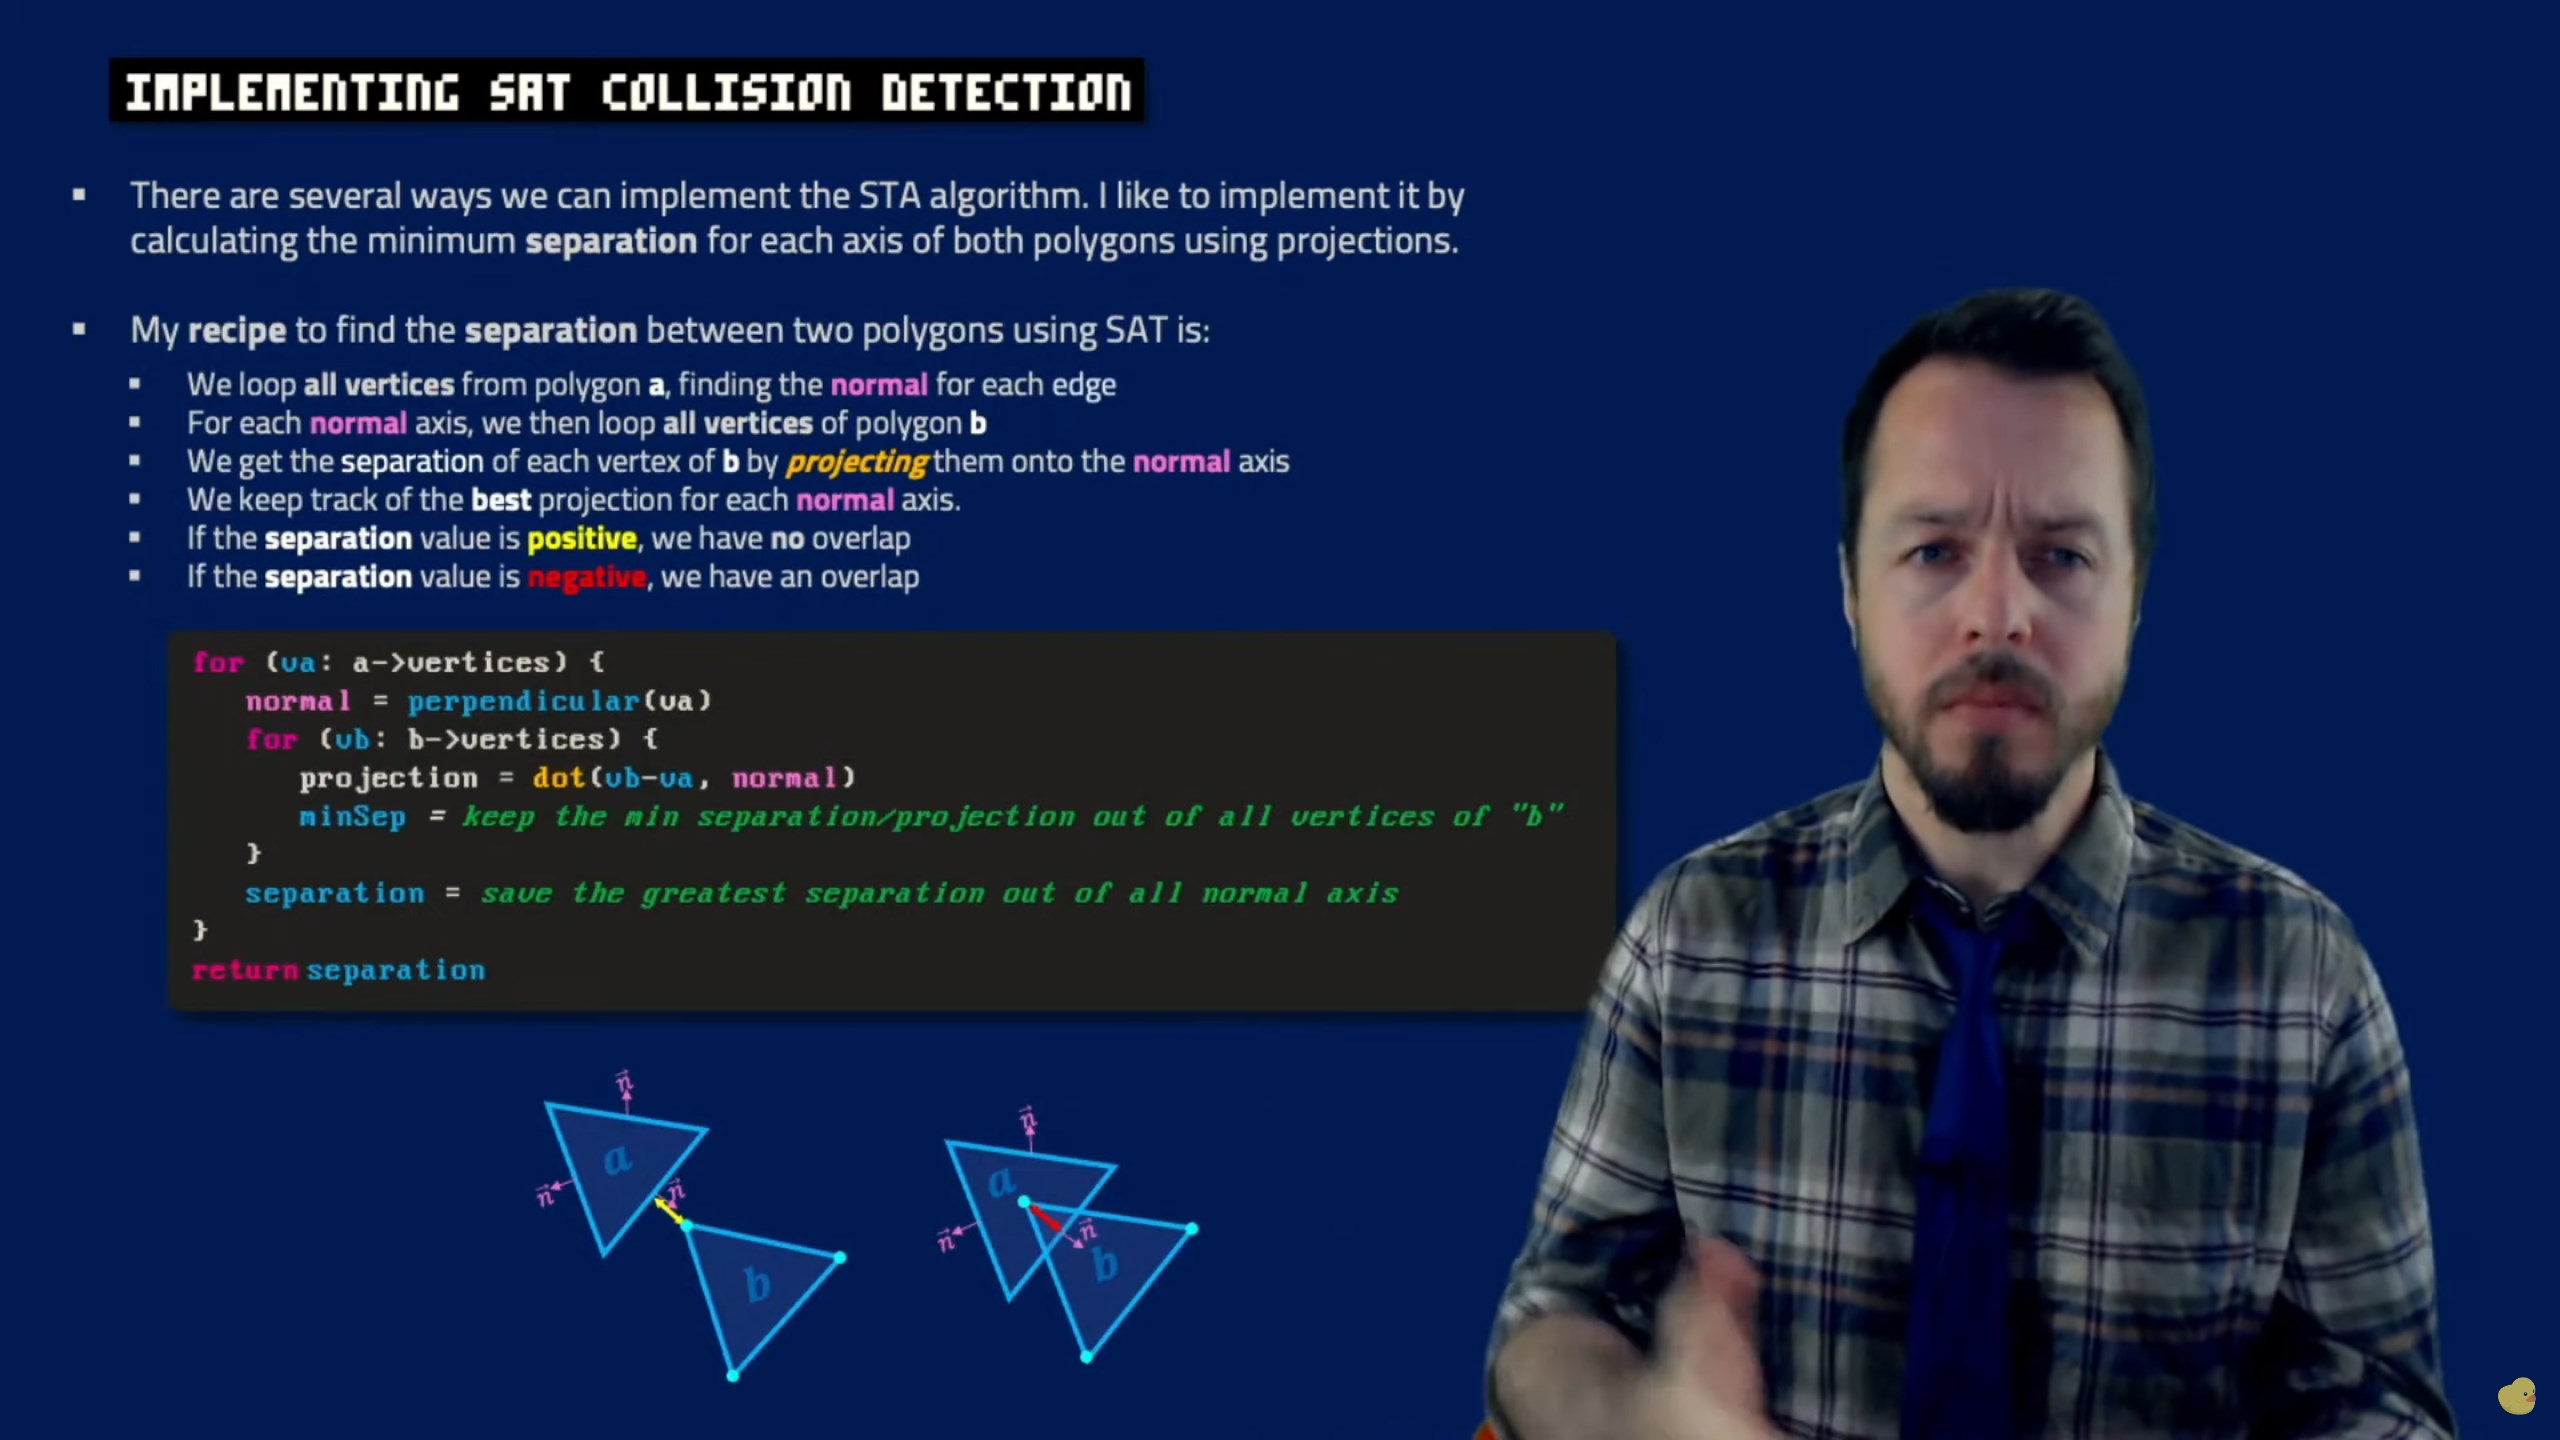 IMPLEMENTING SAT COLLISION DETECTION
There are several ways we can implement the STA algorithm. I like to implement it by
calculating the minimum separation for each axis of both polygons using projections.
My recipe to find the separation between two polygons using SAT is:
We loop all vertices from polygon a, finding the normal for each edge
For each normal axis, we then loop all vertices of polygon b
We get the separation of each vertex of b by projecting them onto the normal axis
We keep track of the best projection for each normal axis.
If the separation value is positive, we have no overlap
If the separation value is negative, we have an overlap
for (va: a->vertices) {
normal = perpendicular(va)
for (vb: b->vertices) {
projection = dot(vb-va, normal)
minSep = keep the min separation/projection out of all vertices of "b"
}
separation = save the greatest separation out of all normal axis
}
return separation
n⃗
a
n⃗
n⃗
b
n⃗
a
n⃗
n⃗
b